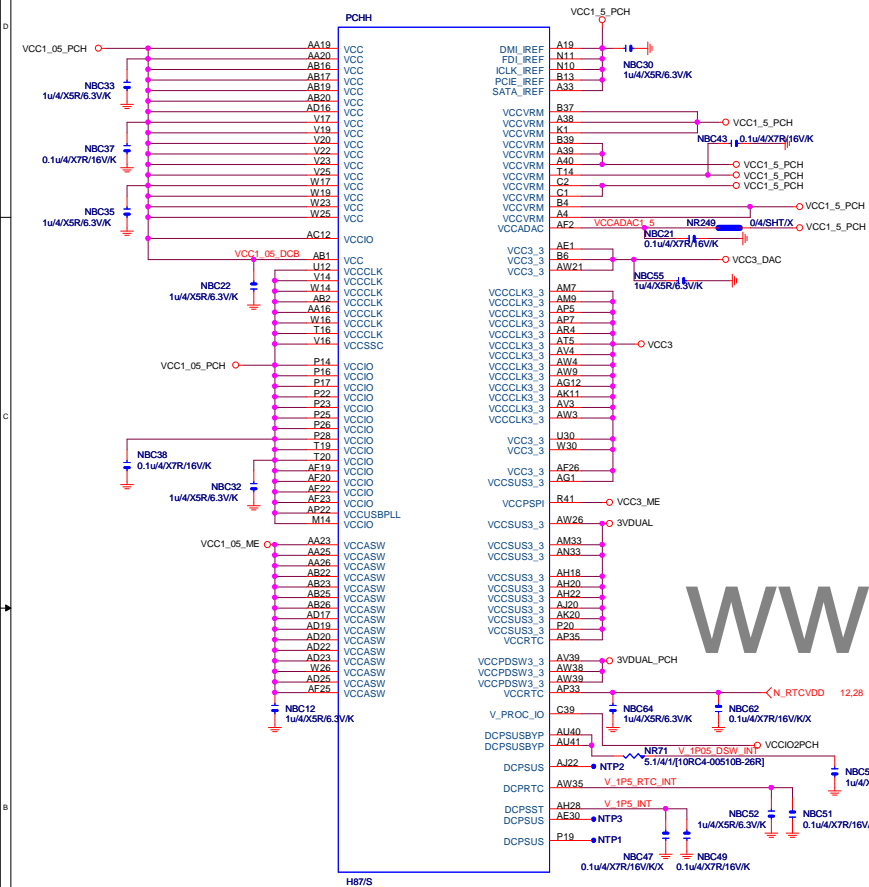 D
PCHH
VCC1_5_PCH
VCC1_05_PCH
AA19 VCC
AA20 VCC
AB16 VCC
AB17 VCC
AB19 VCC
AB20 VCC
AD16 VCC
V17 VCC
V19 VCC
V20 VCC
V22 VCC
V23 VCC
V25 VCC
W17 VCC
W19 VCC
W23 VCC
W25 VCC
AC12 VCCIO
VCC1_05_DCB
AB1 VCC
U12 VCCCLK
V14 VCCCLK
W14 VCCCLK
AB2 VCCCLK
AA16 VCCCLK
W16 VCCCLK
T16 VCCCLK
V16 VCCSSC
VCC1_05_PCH
P14 VCCIO
P16 VCCIO
P17 VCCIO
P22 VCCIO
P23 VCCIO
P25 VCCIO
P26 VCCIO
P28 VCCIO
T19 VCCIO
T20 VCCIO
AF19 VCCIO
AF20 VCCIO
AF22 VCCIO
AF23 VCCIO
AP22 VCCUSBPLL
M14 VCCIO
VCC1_05_ME
AA23 VCCASW
AA25 VCCASW
AA26 VCCASW
AB22 VCCASW
AB23 VCCASW
AB25 VCCASW
AB26 VCCASW
AD17 VCCASW
AD19 VCCASW
AD20 VCCASW
AD22 VCCASW
AD23 VCCASW
W26 VCCASW
AD25 VCCASW
AF25 VCCASW
NBC33
1u/4/X5R/6.3V/K
NBC37
0.1u/4/X7R/16V/K
NBC35
1u/4/X5R/6.3V/K
NBC22
1u/4/X5R/6.3V/K
NBC38
0.1u/4/X7R/16V/K
NBC32
1u/4/X5R/6.3V/K
NBC12
1u/4/X5R/6.3V/K
C
B
DMI_IREF A19
FDI_IREF N11
ICLK_IREF N10
PCIE_IREF B13
SATA_IREF A33
NBC30
1u/4/X5R/6.3V/K
VCCVRM B37
VCCVRM A38
VCCVRM K1
VCCVRM B39
VCCVRM A39
VCCVRM A40
VCCVRM T14
VCCVRM C2
VCCVRM C1
VCCVRM B4
VCCVRM A4
VCCADAC AF2
VCC1_5_PCH
NBC43 0.1u/4/X7R/16V/K
VCC1_5_PCH
VCC1_5_PCH
VCC1_5_PCH
VCC1_5_PCH
VCCADAC1_5 NR249 0/4/SHT/X VCC1_5_PCH
NBC21
0.1u/4/X7R/16V/K
VCC3_3 AE1
VCC3_3 B6
VCC3_3 AW21
VCC3_DAC
NBC55
1u/4/X5R/6.3V/K
VCCCLK3_3 AM7
VCCCLK3_3 AM9
VCCCLK3_3 AP5
VCCCLK3_3 AP7
VCCCLK3_3 AR4
VCCCLK3_3 AT5
VCCCLK3_3 AV4
VCCCLK3_3 AW4
VCCCLK3_3 AW9
VCCCLK3_3 AG12
VCCCLK3_3 AK11
VCCCLK3_3 AV3
VCCCLK3_3 AW3
VCC3
VCC3_3 U30
VCC3_3 W30
VCC3_3 AF26
VCCSUS3_3 AG1
VCCPSPI R41 VCC3_ME
VCCSUS3_3 AW26 3VDUAL
VCCSUS3_3 AM33
VCCSUS3_3 AN33
VCCSUS3_3 AH18
VCCSUS3_3 AH20
VCCSUS3_3 AH22
VCCSUS3_3 AJ20
VCCSUS3_3 AK20
VCCSUS3_3 P20
VCCRTC AP35
VCCPDSW3_3 AV39 3VDUAL_PCH
VCCPDSW3_3 AW38
VCCPDSW3_3 AW39
VCCRTC AP33 N_RTCVDD 12,28
NBC64
1u/4/X5R/6.3V/K
NBC62
0.1u/4/X7R/16V/K/X
V_PROC_IO C39
VCCIO2PCH
DCPSUSBYP AU40
DCPSUSBYP AU41
NR71 V_1P05_DSW_INT
5.1/4/1/[10RC4-00510B-26R]
NBC5
1u/4/X
DCPSUS AJ22 NTP2
DCPRTC AW35 V_1P5_RTC_INT
NBC52
1u/4/X5R/6.3V/K
NBC51
0.1u/4/X7R/16V/
DCPSST AH28 V_1P5_INT
DCPSUS AE30 NTP3
DCPSUS P19 NTP1
NBC47
0.1u/4/X7R/16V/K/X
NBC49
0.1u/4/X7R/16V/K
H87/S
WW